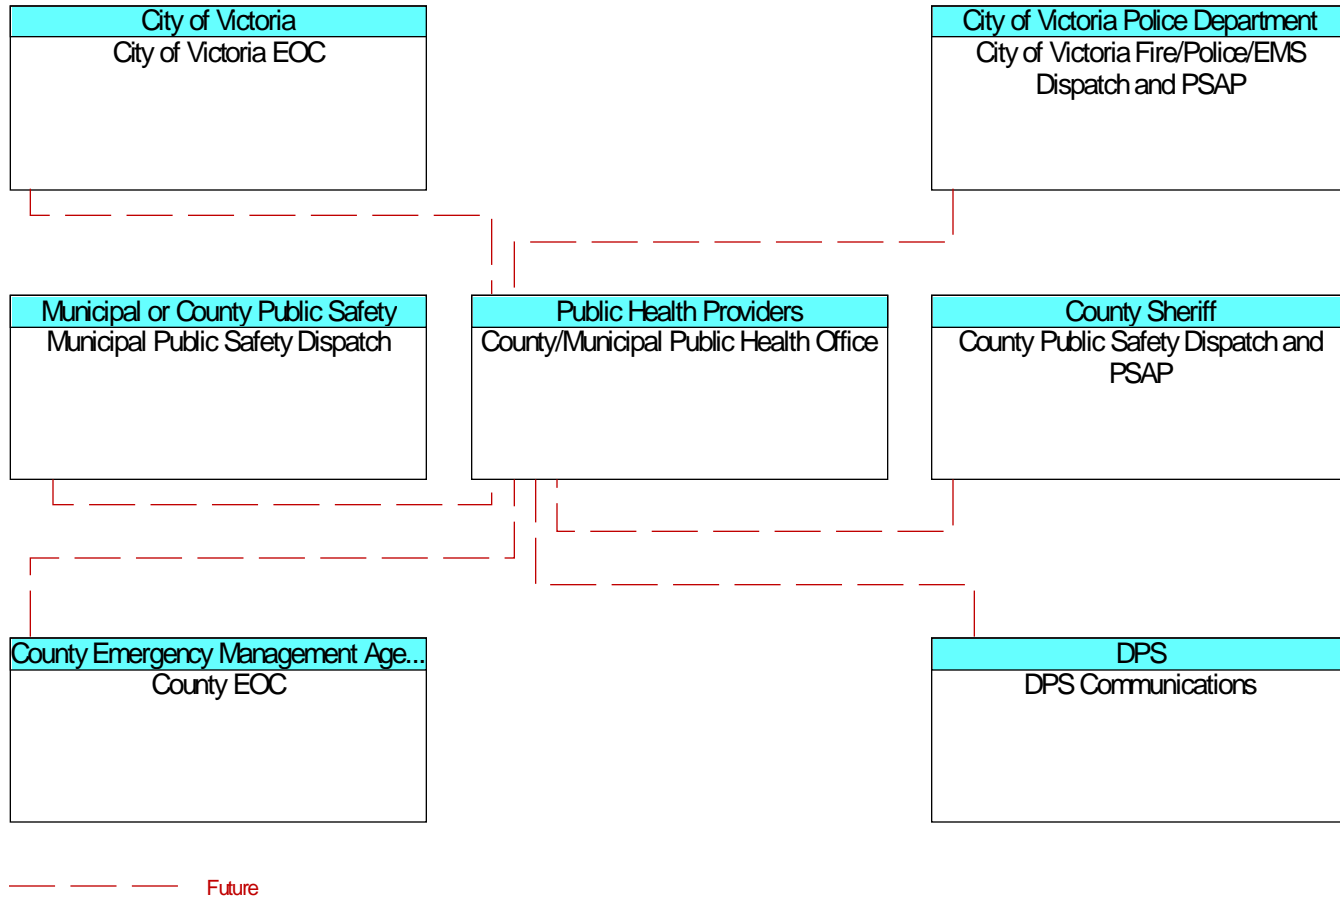 City of Victoria
City of Victoria EOC
City of Victoria Police Department
City of Victoria Fire/Police/EMS
Dispatch and PSAP
Municipal or County Public Safety
Municipal Public Safety Dispatch
Public Health Providers
County/Municipal Public Health Office
County Sheriff
County Public Safety Dispatch and
PSAP
County Emergency Management Age...
County EOC
DPS
DPS Communications
Future